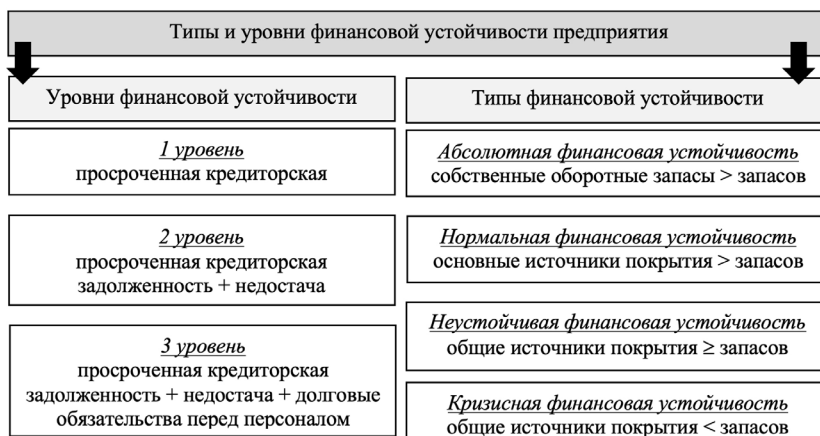 Типы и уровни финансовой устойчивости предприятия
Уровни финансовой устойчивости
1 уровень
просроченная кредиторская
2 уровень
просроченная кредиторская
задолженность + недостача
3 уровень
просроченная кредиторская
задолженность + недостача + долговые
обязательства перед персоналом
Типы финансовой устойчивости
Абсолютная финансовая устойчивость
собственные оборотные запасы > запасов
Нормальная финансовая устойчивость
основные источники покрытия > запасов
Неустойчивая финансовая устойчивость
общие источники покрытия ≥ запасов
Кризисная финансовая устойчивость
общие источники покрытия < запасов